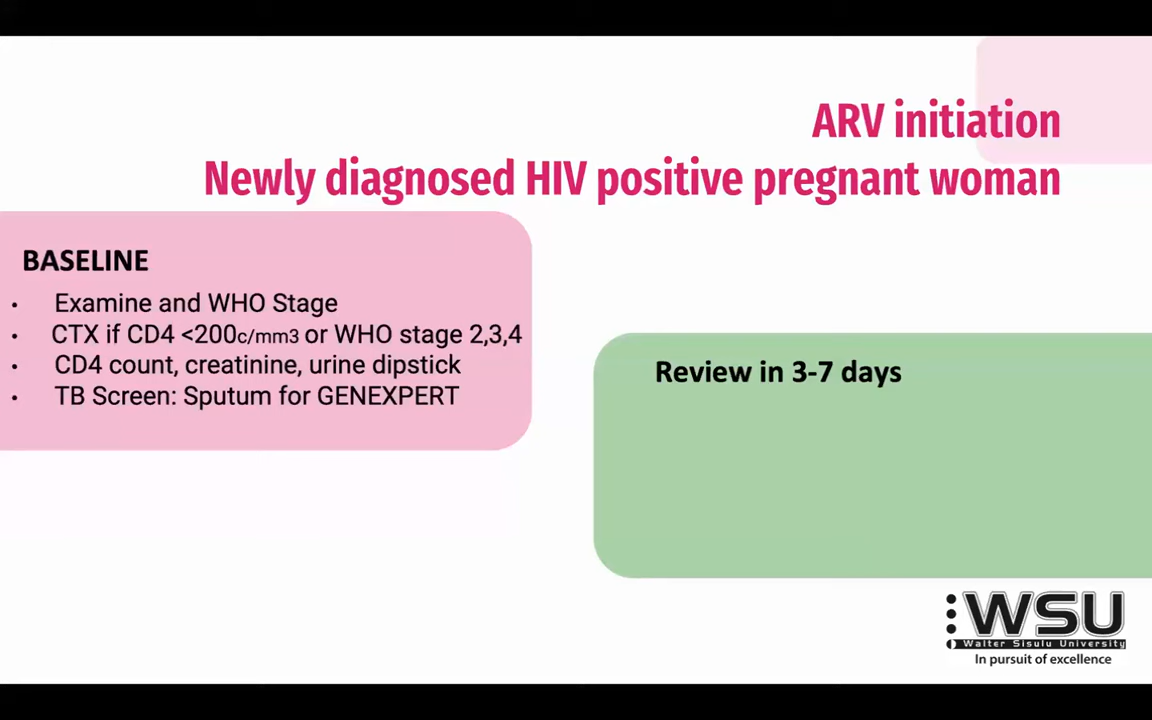 ARV initiation
Newly diagnosed HIV positive pregnant woman
BASELINE
• Examine and WHO Stage
• CTX if CD4 <200c/mm3 or WHO stage 2,3,4
• CD4 count, creatinine, urine dipstick
• TB Screen: Sputum for GENEXPERT
Review in 3-7 days
WSU
Walter Sisulu University
In pursuit of excellence